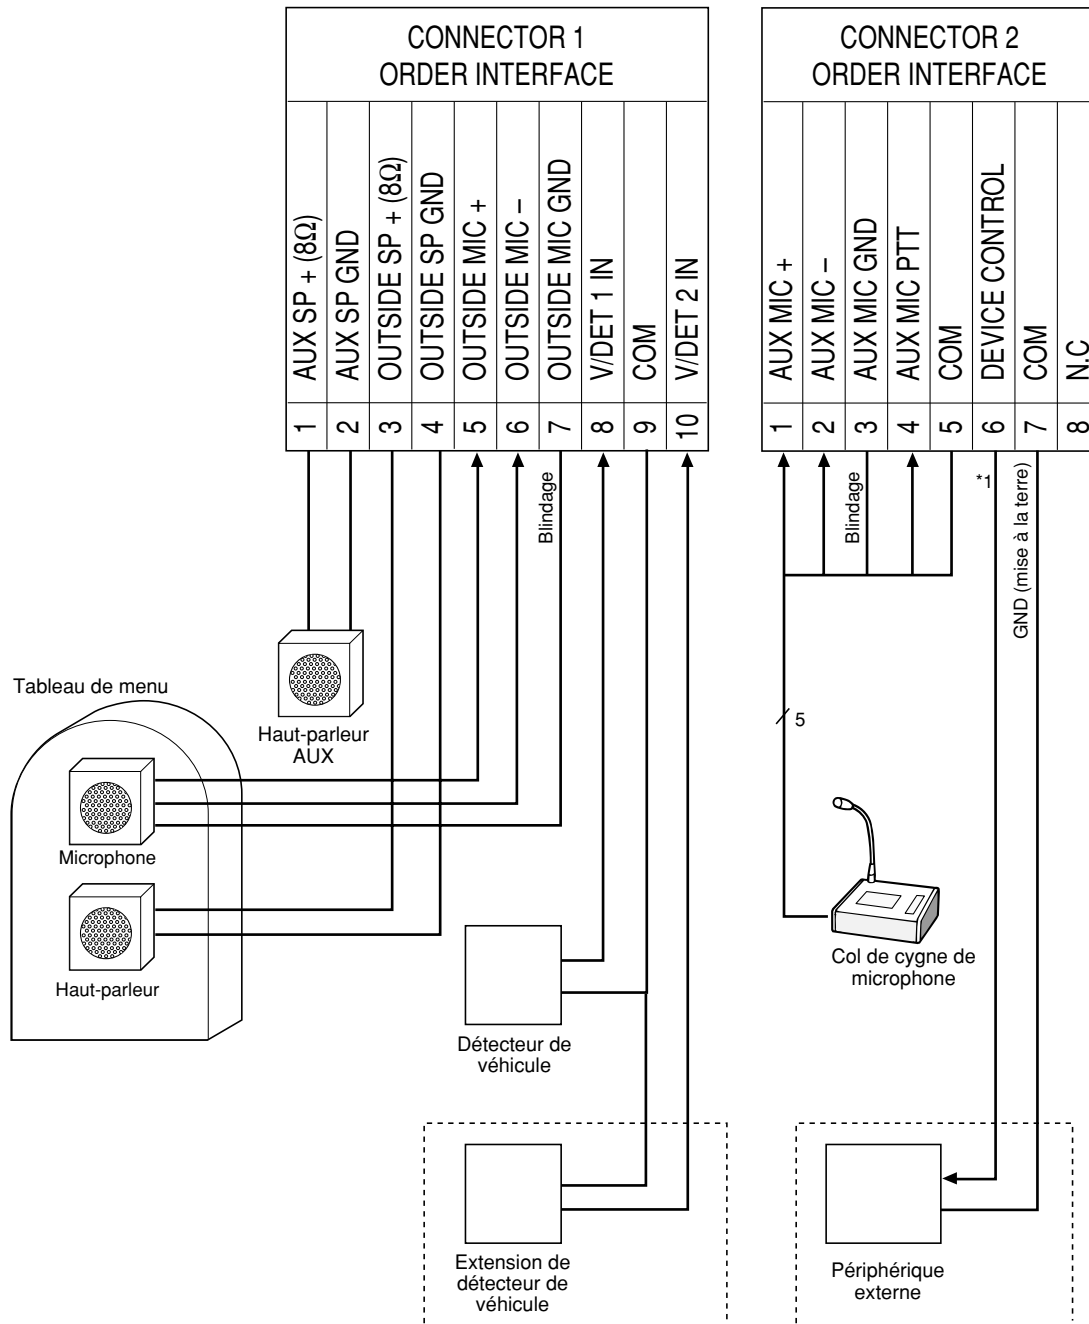 CONNECTOR 1
ORDER INTERFACE
AUX SP + (8Ω)
AUX SP GND
OUTSIDE SP + (8Ω)
OUTSIDE SP GND
OUTSIDE MIC +
OUTSIDE MIC –
OUTSIDE MIC GND
V/DET 1 IN
COM
V/DET 2 IN
1
2
3
4
5
6
7
8
9
10
Blindage
CONNECTOR 2
ORDER INTERFACE
AUX MIC +
AUX MIC –
AUX MIC GND
AUX MIC PTT
COM
DEVICE CONTROL
COM
N.C
1
2
3
4
5
6
7
8
Blindage
*1
GND (mise à la terre)
Tableau de menu
Haut-parleur
AUX
5
Microphone
Haut-parleur
Col de cygne de
microphone
Détecteur de
véhicule
Extension de
détecteur de
véhicule
Périphérique
externe